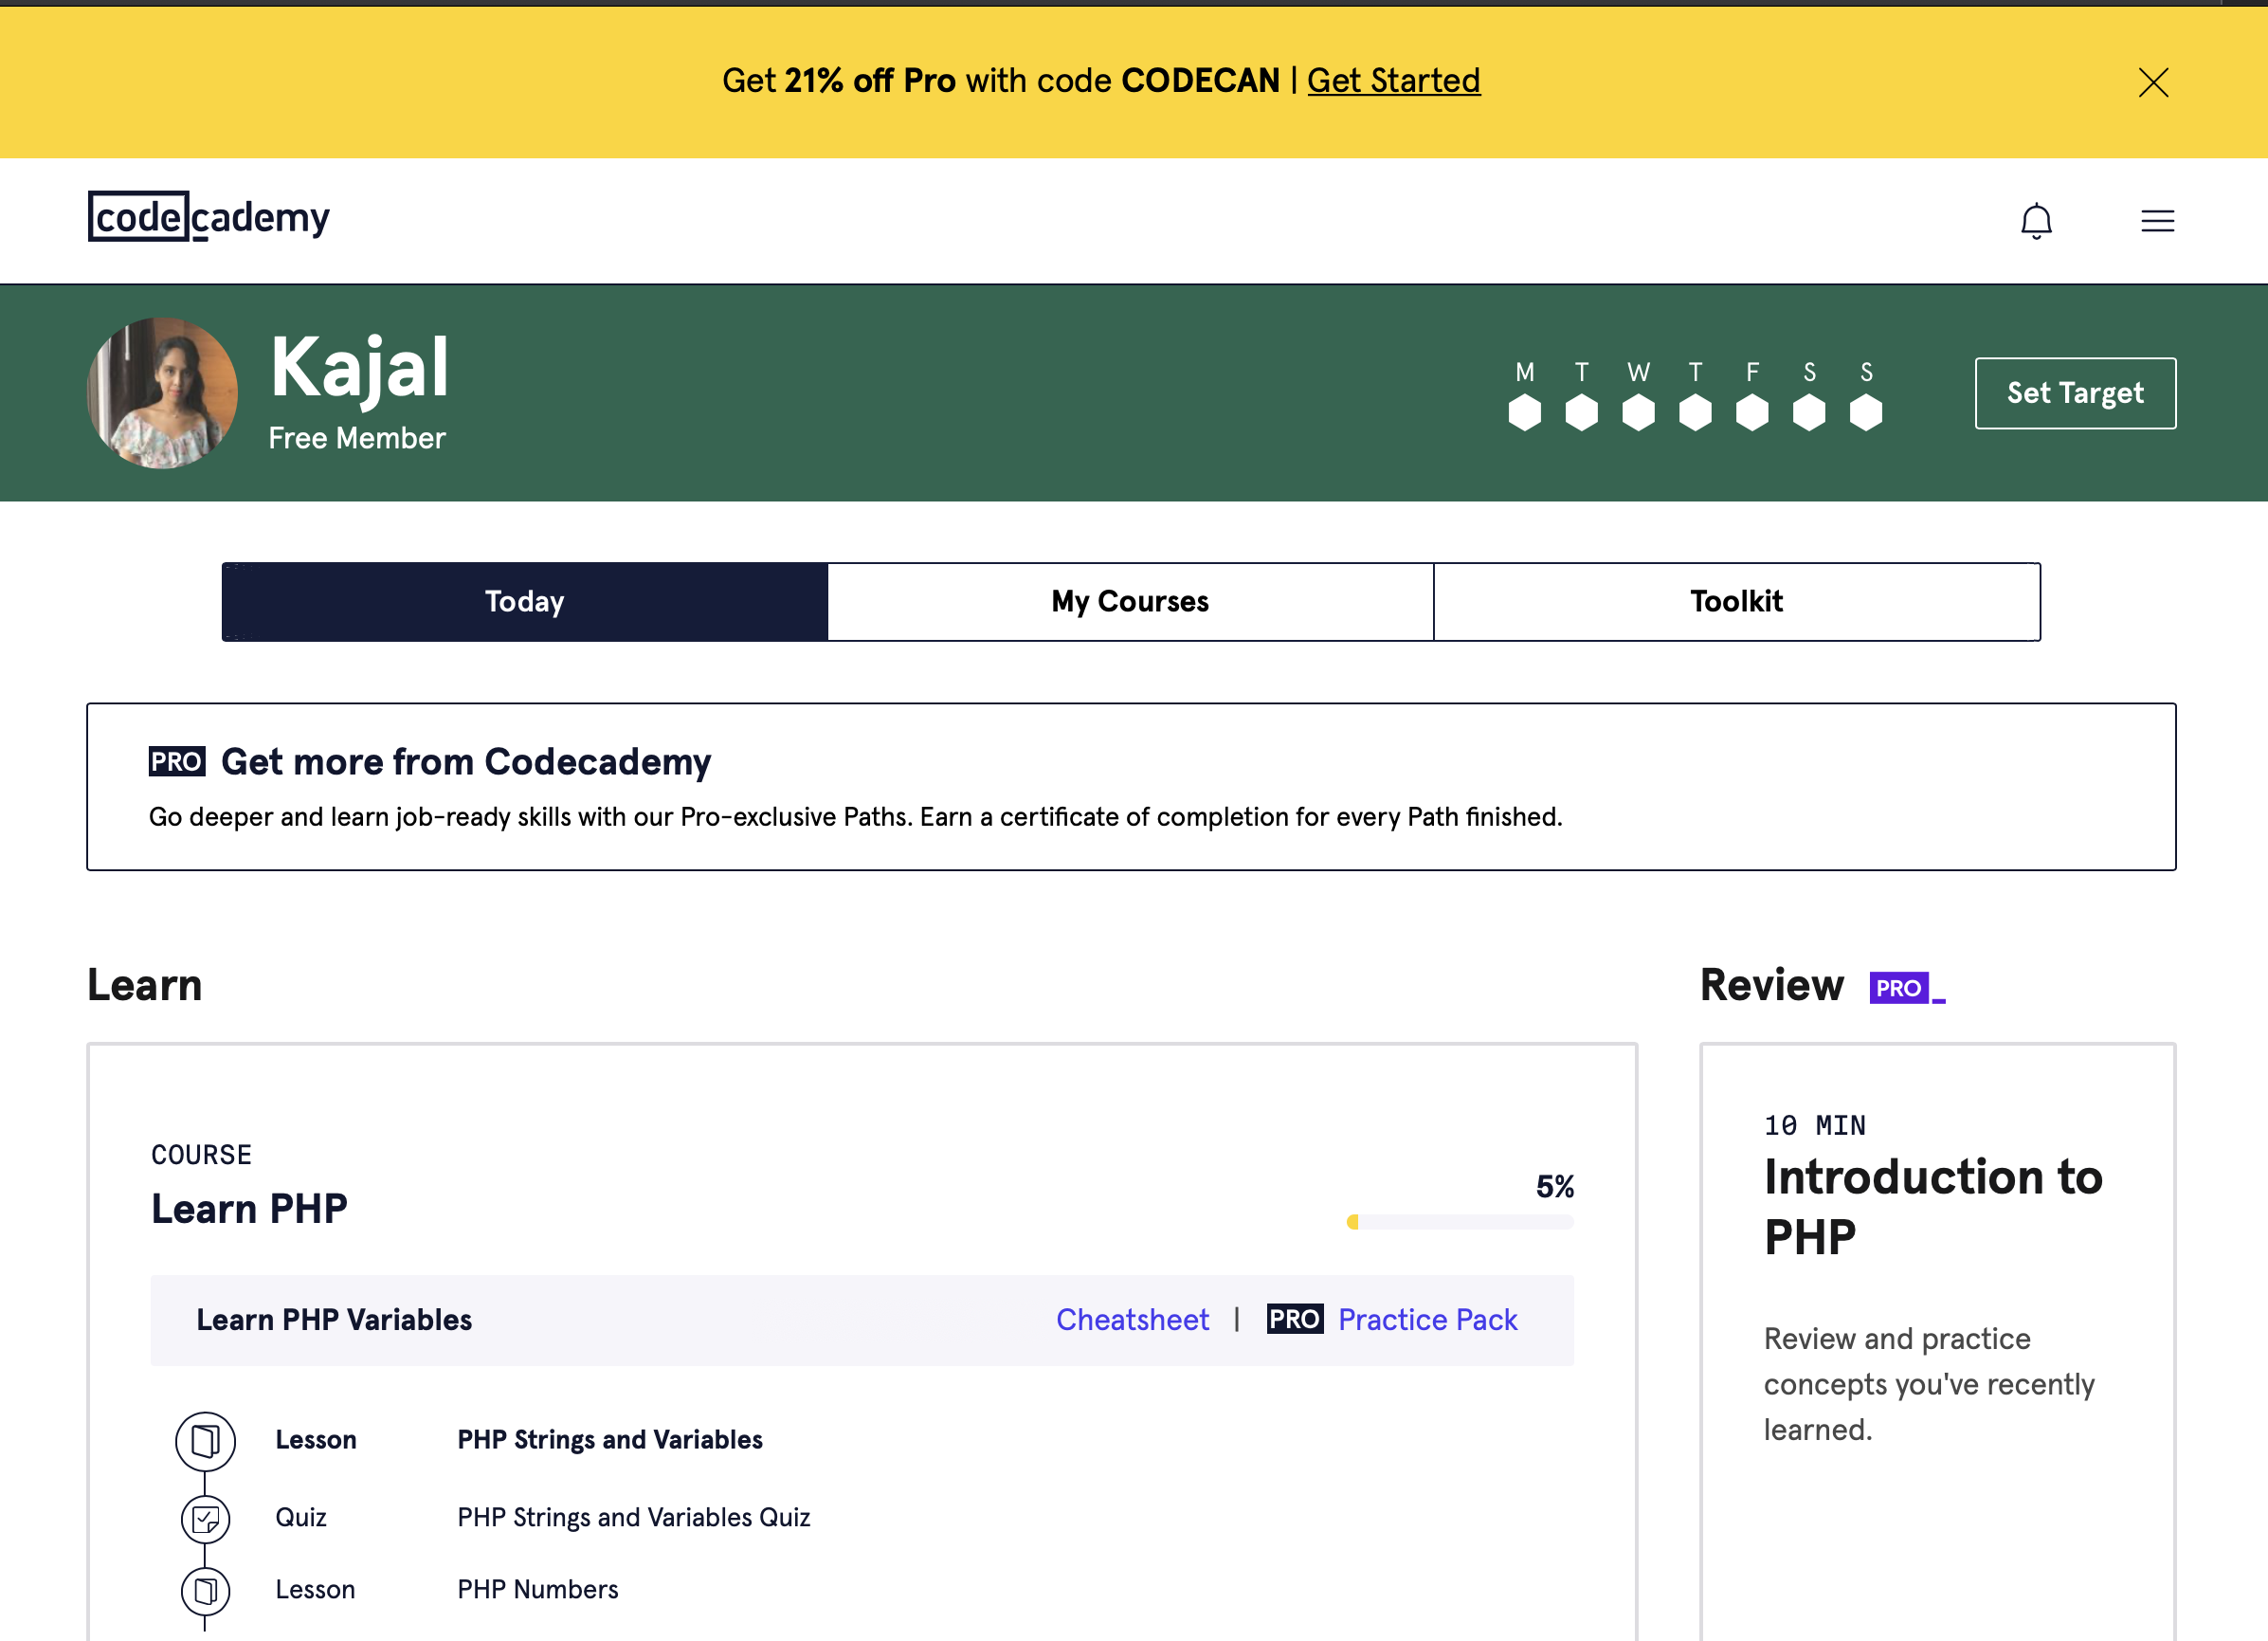 Get 21% off Pro with code CODECAN | Get Started
codecademy
Kajal
Free Member
M T W T F S S
Set Target
Today
My Courses
Toolkit
PRO Get more from Codecademy
Go deeper and learn job-ready skills with our Pro-exclusive Paths. Earn a certificate of completion for every Path finished.
Learn
COURSE
Learn PHP
5%
Learn PHP Variables
Cheatsheet | PRO Practice Pack
Lesson PHP Strings and Variables
Quiz PHP Strings and Variables Quiz
Lesson PHP Numbers
Review PRO
10 MIN
Introduction to
PHP
Review and practice
concepts you've recently
learned.